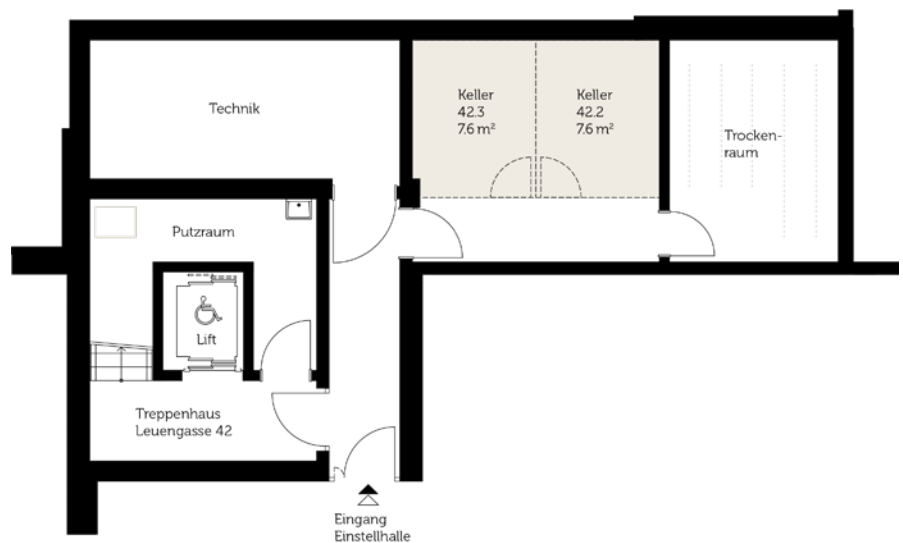 Technik
Keller
42.3
7.6 m²
Keller
42.2
7.6 m²
Trocken-
raum
Putzraum
Lift
Treppenhaus
Leuengasse 42
Eingang
Einstellhalle